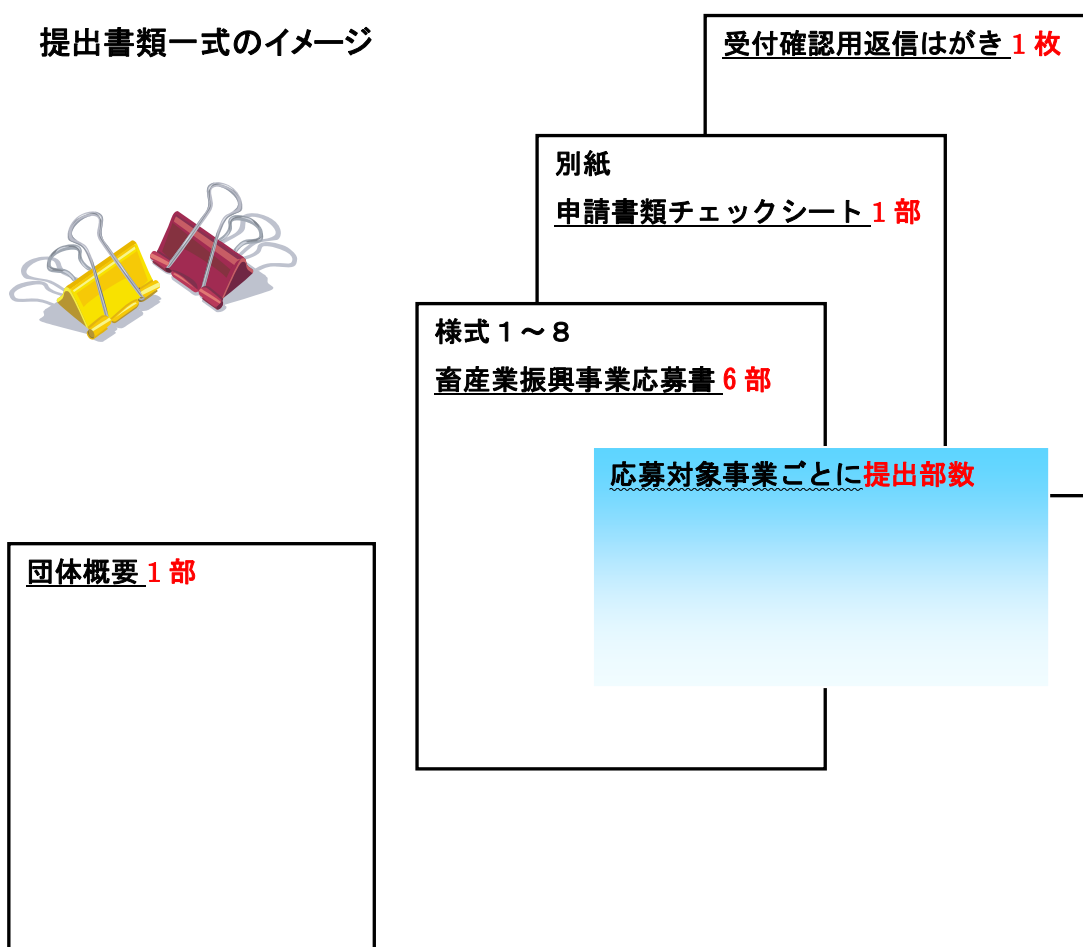 提出書類一式のイメージ
受付確認用返信はがき 1 枚
別紙
申請書類チェックシート 1 部
様式1～8
畜産業振興事業応募書 6 部
応募対象事業ごとに提出部数
団体概要 1 部